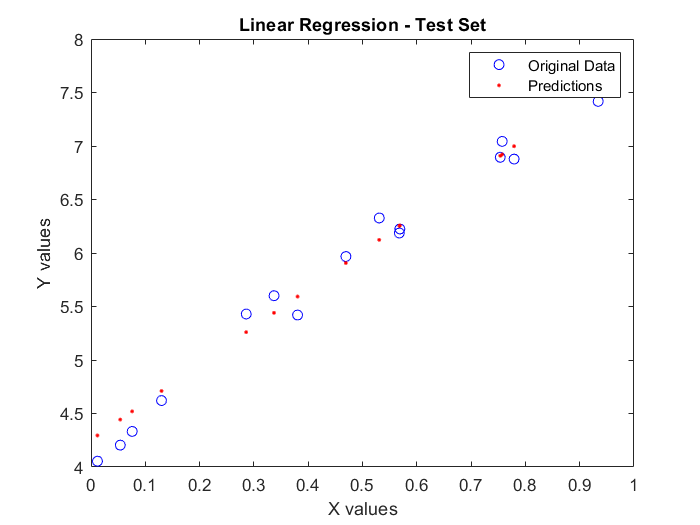 Linear Regression - Test Set
8
7.5
7
6.5
6
5.5
5
4.5
4
Y values
Original Data
Predictions
0 0.1 0.2 0.3 0.4 0.5 0.6 0.7 0.8 0.9 1
X values